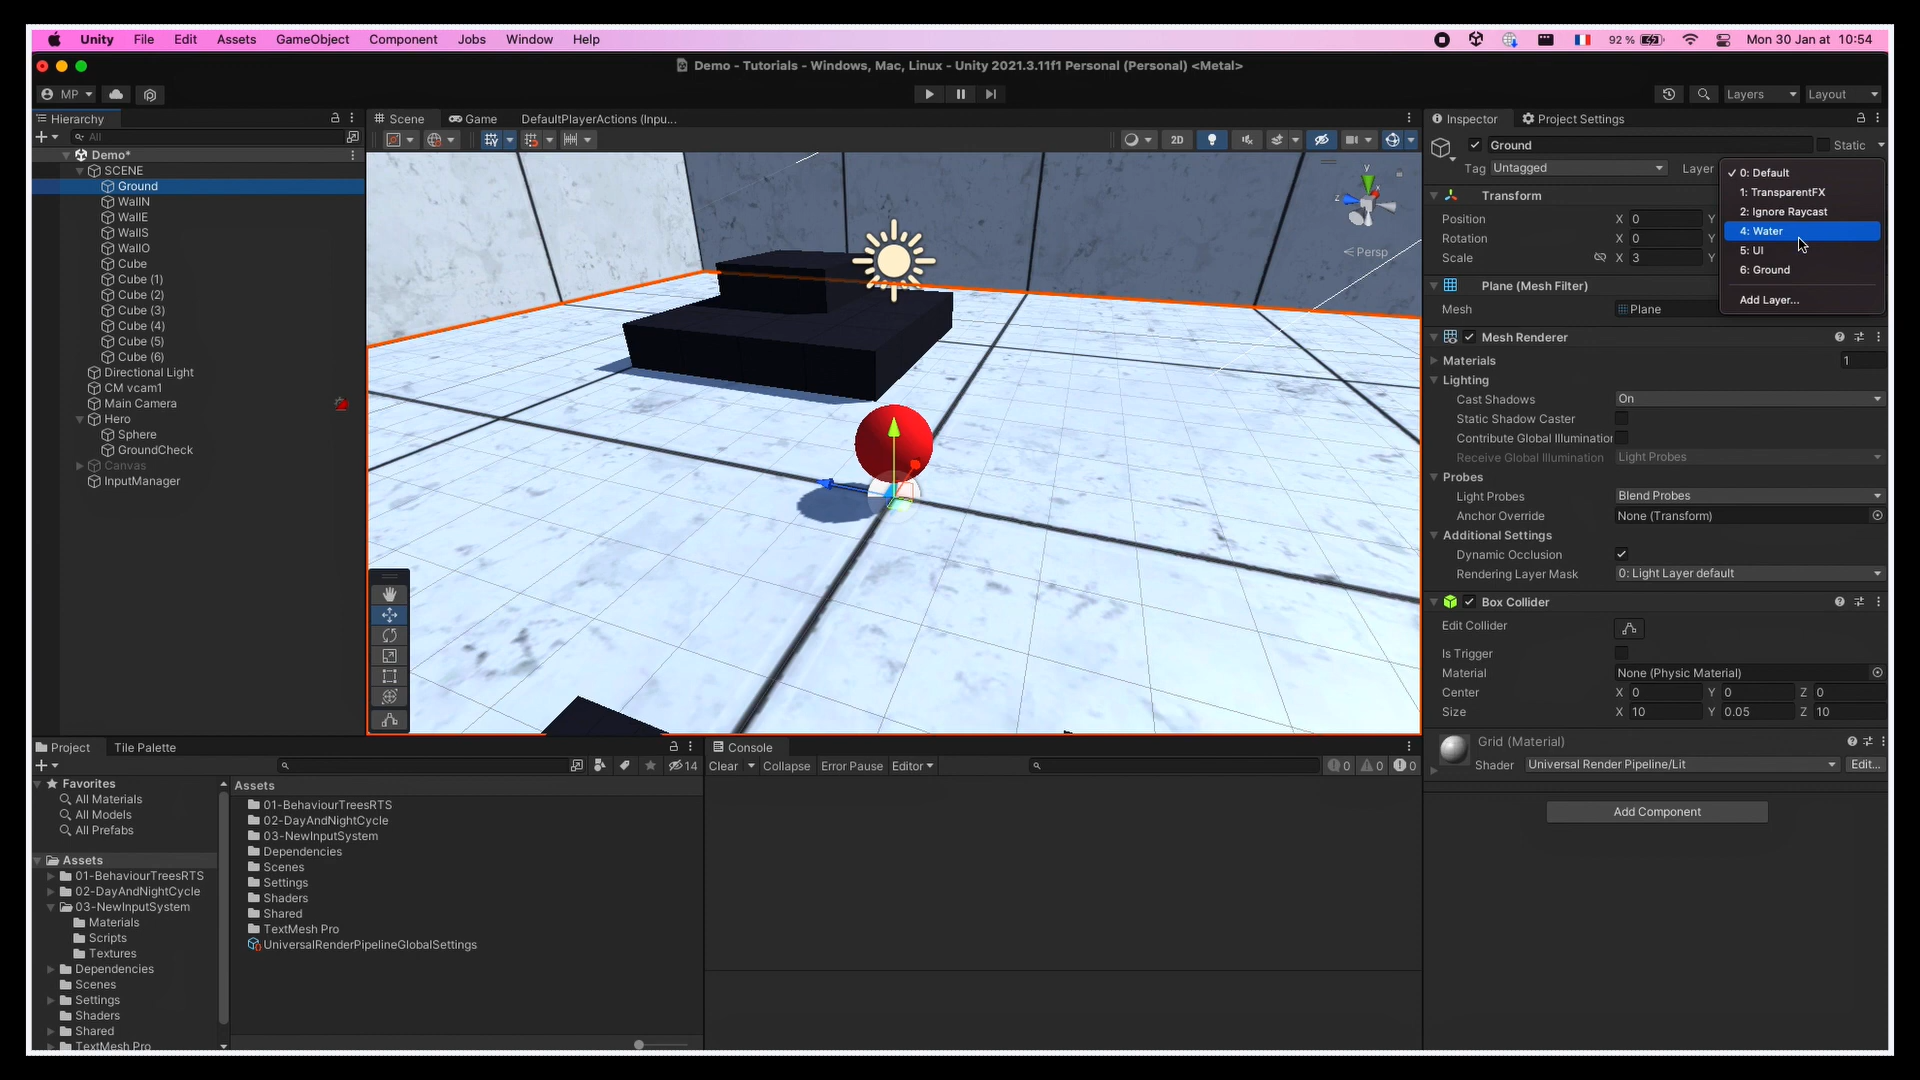 Unity File Edit Assets GameObject Component Jobs Window Help 92 % Mon 30 Jan at 10:54
Demo - Tutorials - Windows, Mac, Linux - Unity 2021.3.11f1 Personal (Personal) <Metal>
MP Layers Layout
Hierarchy
All
Demo*
SCENE
Ground
WallN
WallE
WallS
WallO
Cube
Cube (1)
Cube (2)
Cube (3)
Cube (4)
Cube (5)
Cube (6)
Directional Light
CM vcam1
Main Camera
Hero
Sphere
GroundCheck
Canvas
InputManager
Scene Game DefaultPlayerActions (Inpu...
2D
y
x
z
Persp
Inspector Project Settings
Ground Static
Tag Untagged Layer
0: Default
1: TransparentFX
2: Ignore Raycast
4: Water
5: UI
6: Ground
Add Layer...
Transform
Position X 0 Y
Rotation X 0 Y
Scale X 3 Y
Plane (Mesh Filter)
Mesh Plane
Mesh Renderer
Materials 1
Lighting
Cast Shadows On
Static Shadow Caster
Contribute Global Illumination
Receive Global Illumination Light Probes
Probes
Light Probes Blend Probes
Anchor Override None (Transform)
Additional Settings
Dynamic Occlusion
Rendering Layer Mask 0: Light Layer default
Box Collider
Edit Collider
Is Trigger
Material None (Physic Material)
Center X 0 Y 0 Z 0
Size X 10 Y 0.05 Z 10
Grid (Material)
Shader Universal Render Pipeline/Lit Edit...
Add Component
Project Tile Palette
14
Favorites
All Materials
All Models
All Prefabs
Assets
01-BehaviourTreesRTS
02-DayAndNightCycle
03-NewInputSystem
Materials
Scripts
Textures
Dependencies
Scenes
Settings
Shaders
Shared
TextMesh Pro
Assets
01-BehaviourTreesRTS
02-DayAndNightCycle
03-NewInputSystem
Dependencies
Scenes
Settings
Shaders
Shared
TextMesh Pro
UniversalRenderPipelineGlobalSettings
Console
Clear Collapse Error Pause Editor 0 0 0